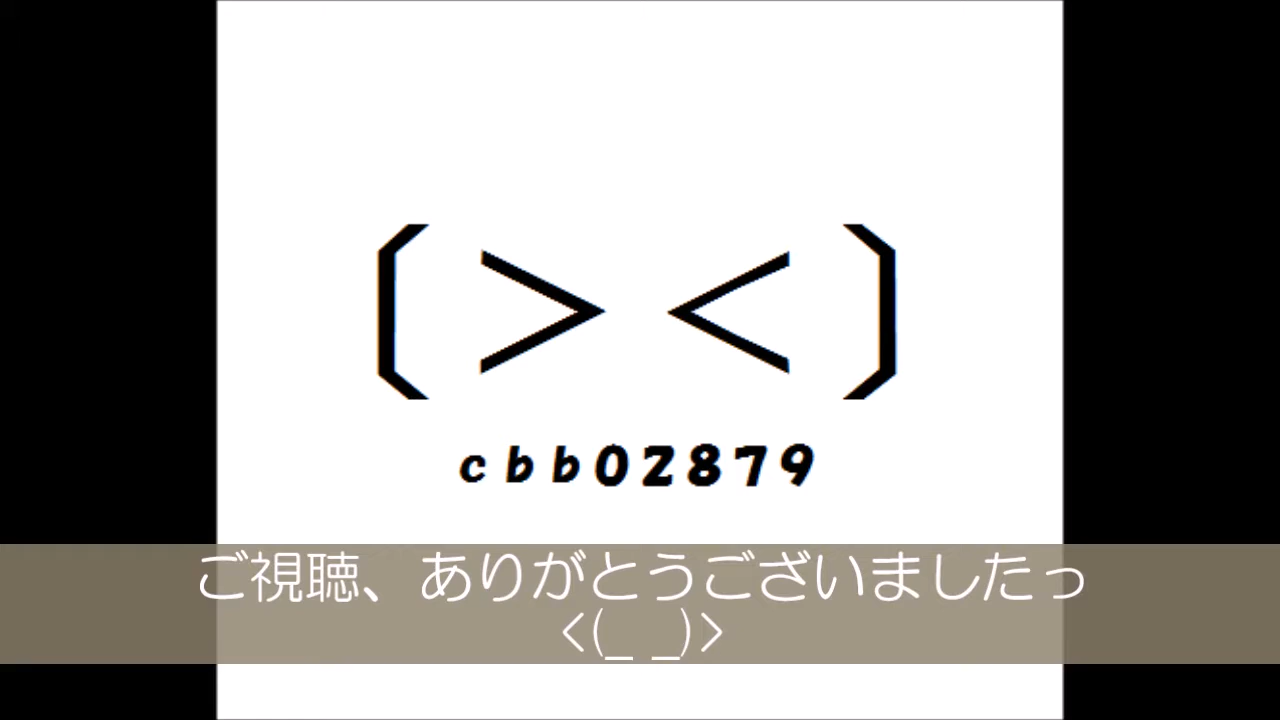 ( > < )
cbb02879
ご視聴、ありがとうございましたっ
<(_ _)>